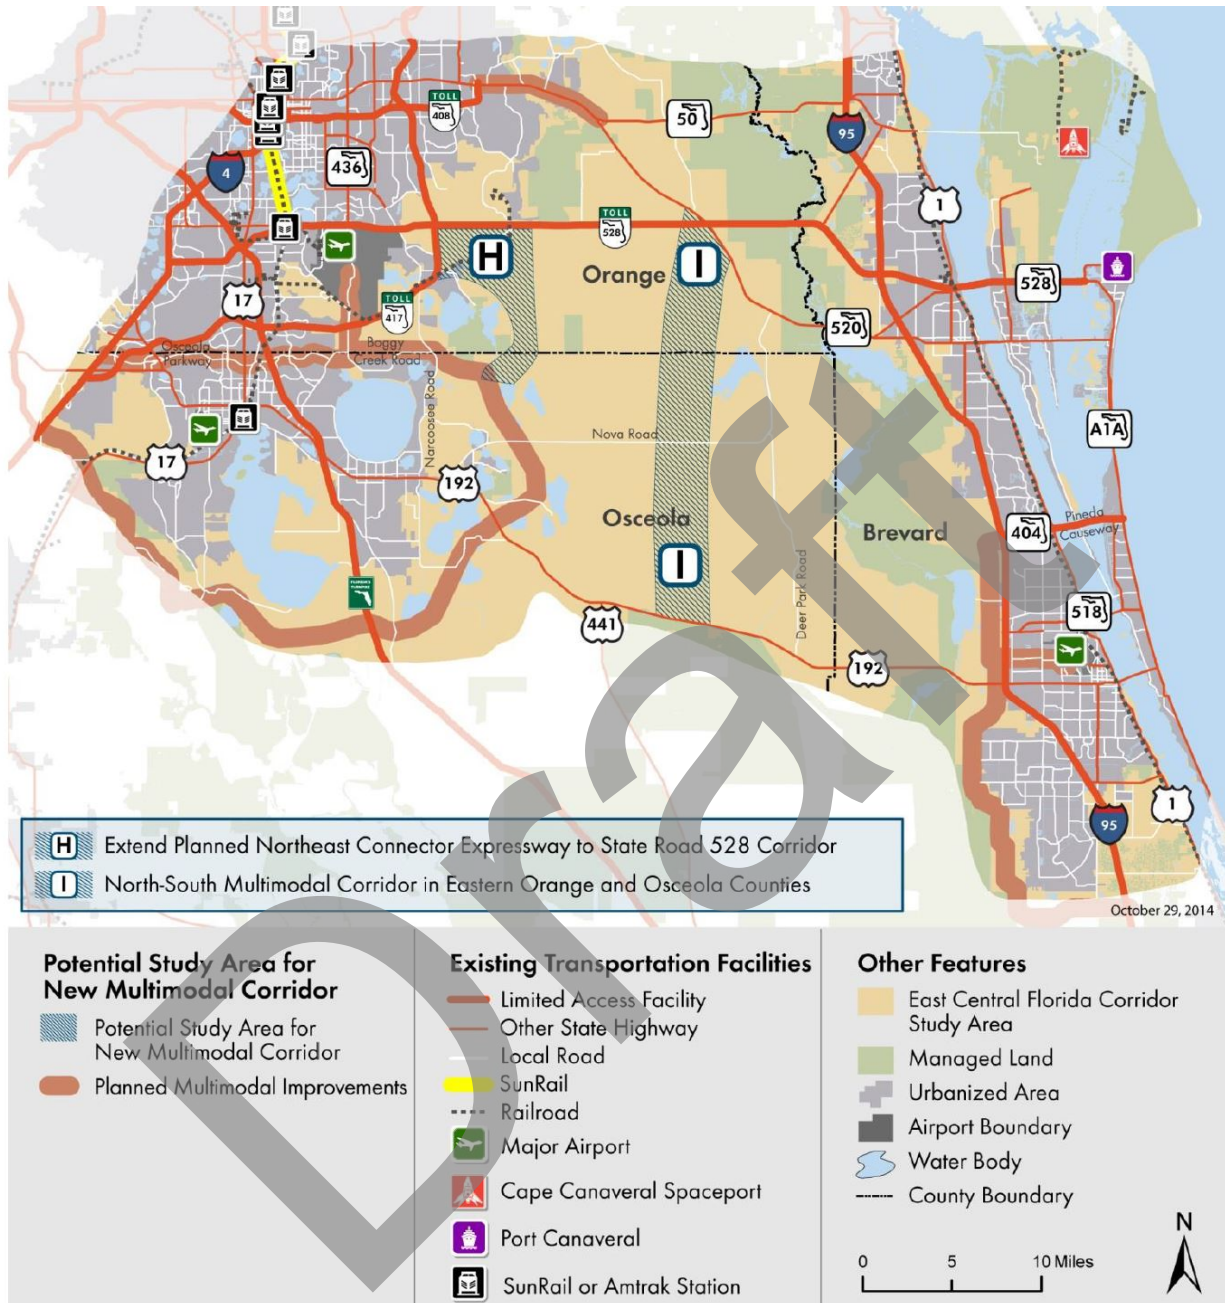 TOLL
408
50
95
436
4
1
TOLL
528
H
I
Orange
528
17
TOLL
417
520
Osceola
Parkway
Boggy
Creek Road
Narcoossee Road
A1A
Nova Road
17
192
Osceola
Brevard
Pineda
Causeway
404
I
Deer Park Road
518
441
192
1
95
H Extend Planned Northeast Connector Expressway to State Road 528 Corridor
I North-South Multimodal Corridor in Eastern Orange and Osceola Counties
October 29, 2014
Draft
Potential Study Area for
New Multimodal Corridor
Potential Study Area for
New Multimodal Corridor
Planned Multimodal Improvements
Existing Transportation Facilities
Limited Access Facility
Other State Highway
Local Road
SunRail
Railroad
Major Airport
Cape Canaveral Spaceport
Port Canaveral
SunRail or Amtrak Station
Other Features
East Central Florida Corridor
Study Area
Managed Land
Urbanized Area
Airport Boundary
Water Body
County Boundary
0 5 10 Miles
N